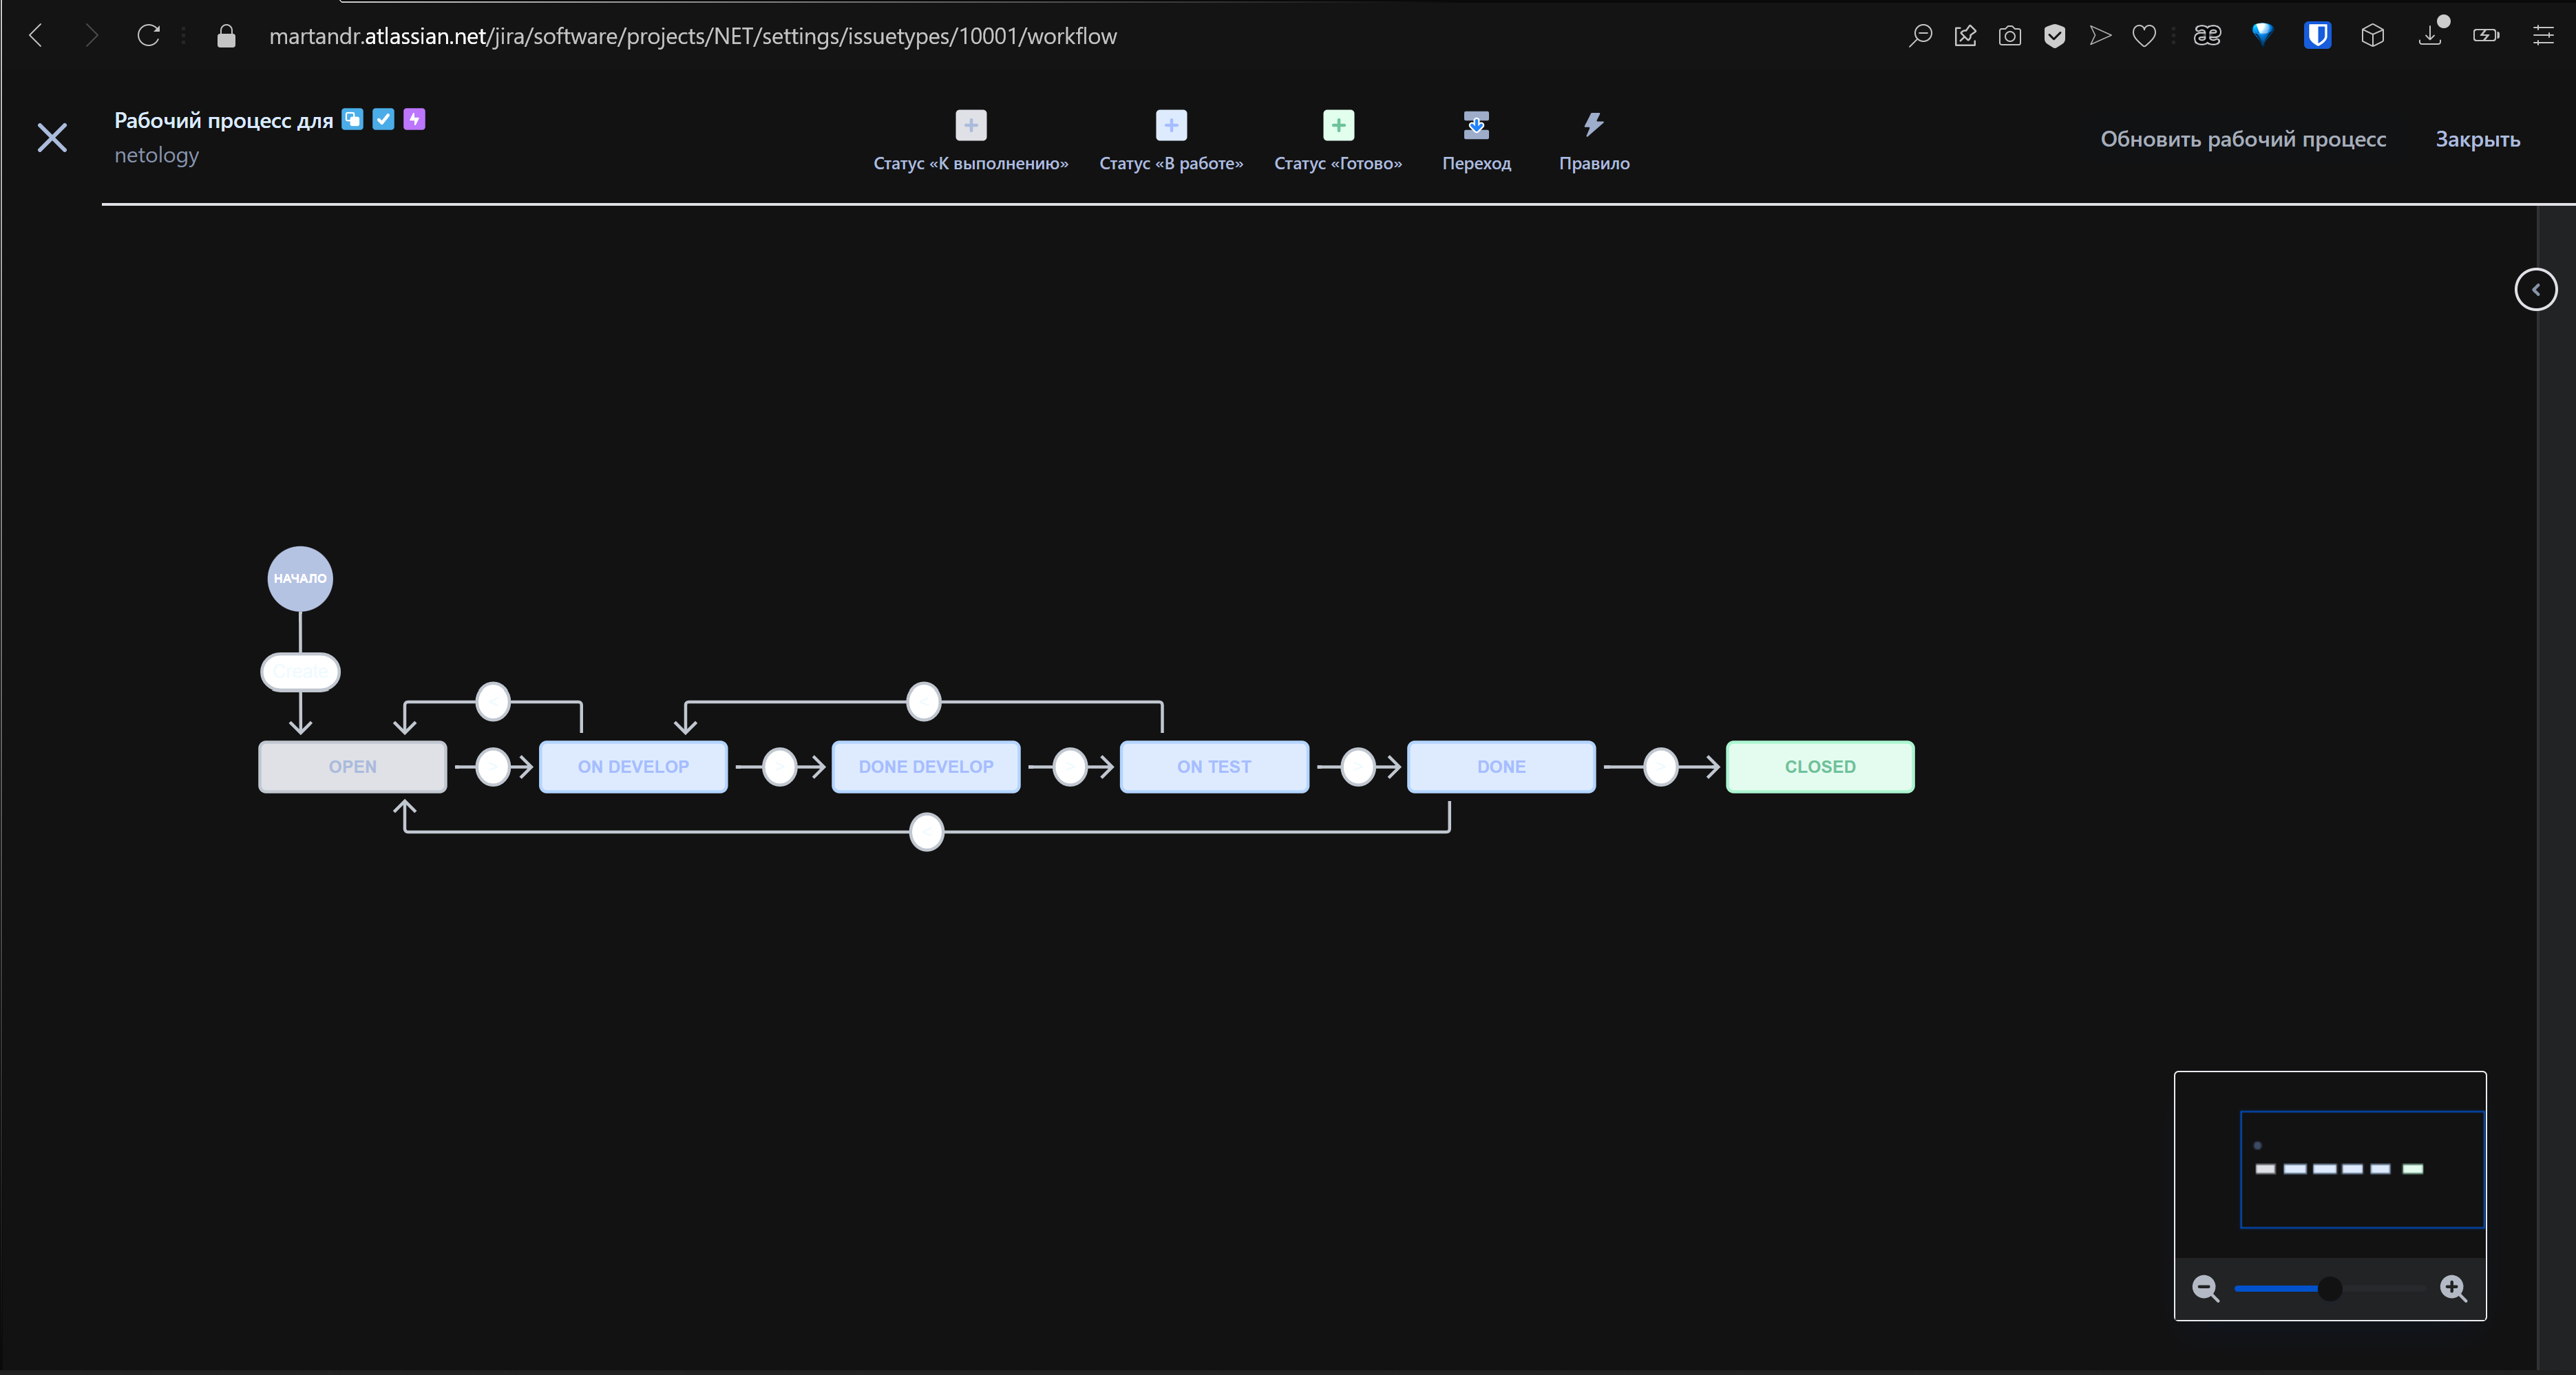 martandr.atlassian.net/jira/software/projects/NET/settings/issuetypes/10001/workflow
Рабочий процесс для
netology
Статус «К выполнению»
Статус «В работе»
Статус «Готово»
Переход
Правило
Обновить рабочий процесс
Закрыть
НАЧАЛО
Create
OPEN
ON DEVELOP
DONE DEVELOP
ON TEST
DONE
CLOSED